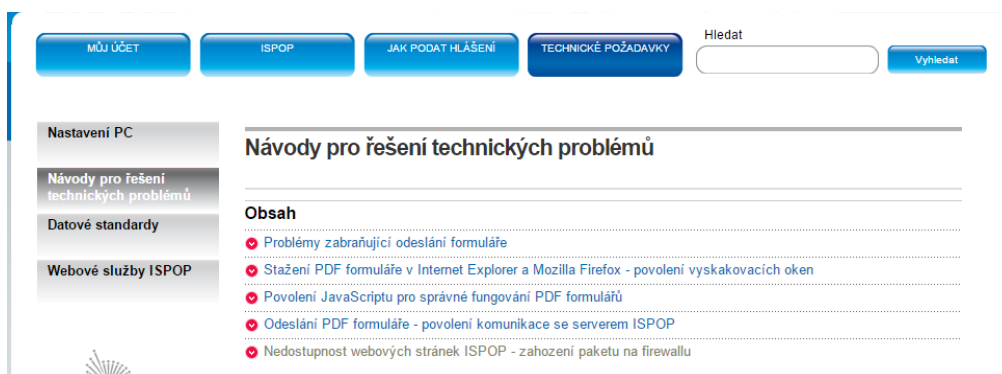 MŮJ ÚČET
ISPOP
JAK PODAT HLÁŠENÍ
TECHNICKÉ POŽADAVKY
Hledat
Vyhledat
Nastavení PC
Návody pro řešení
technických problémů
Datové standardy
Webové služby ISPOP
Návody pro řešení technických problémů
Obsah
Problémy zabraňující odeslání formuláře
Stažení PDF formuláře v Internet Explorer a Mozilla Firefox - povolení vyskakovacích oken
Povolení JavaScriptu pro správné fungování PDF formulářů
Odeslání PDF formuláře - povolení komunikace se serverem ISPOP
Nedostupnost webových stránek ISPOP - zahození paketu na firewallu